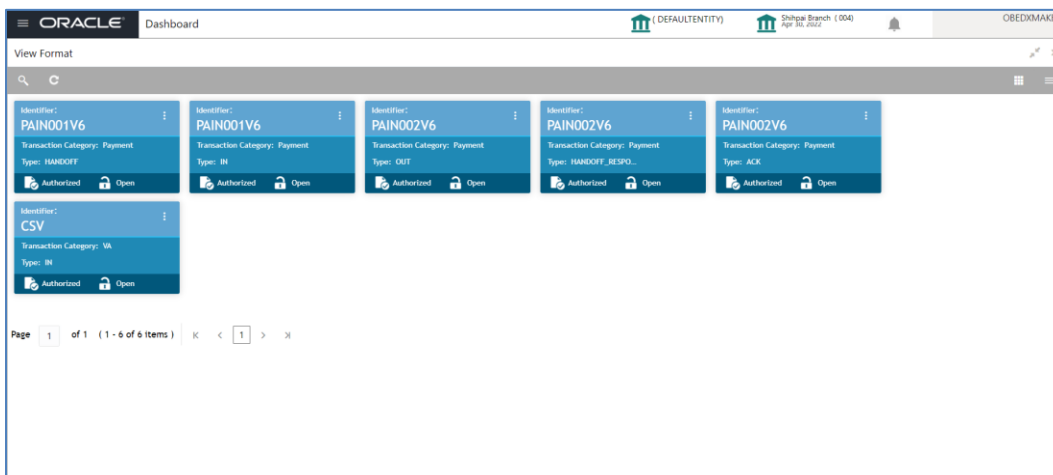 ORACLE Dashboard ( DEFAULTENTITY) Shihpai Branch ( 004) OBEDXMAKE
Apr 30, 2022
View Format
Identifier: Identifier: Identifier: Identifier: Identifier:
PAIN001V6 PAIN001V6 PAIN002V6 PAIN002V6 PAIN002V6
Transaction Category: Payment Transaction Category: Payment Transaction Category: Payment Transaction Category: Payment Transaction Category: Payment
Type: HANDOFF Type: IN Type: OUT Type: HANDOFF_RESPO... Type: ACK
Authorized Open Authorized Open Authorized Open Authorized Open Authorized Open
Identifier:
CSV
Transaction Category: VA
Type: IN
Authorized Open
Page 1 of 1 ( 1 - 6 of 6 items ) 1